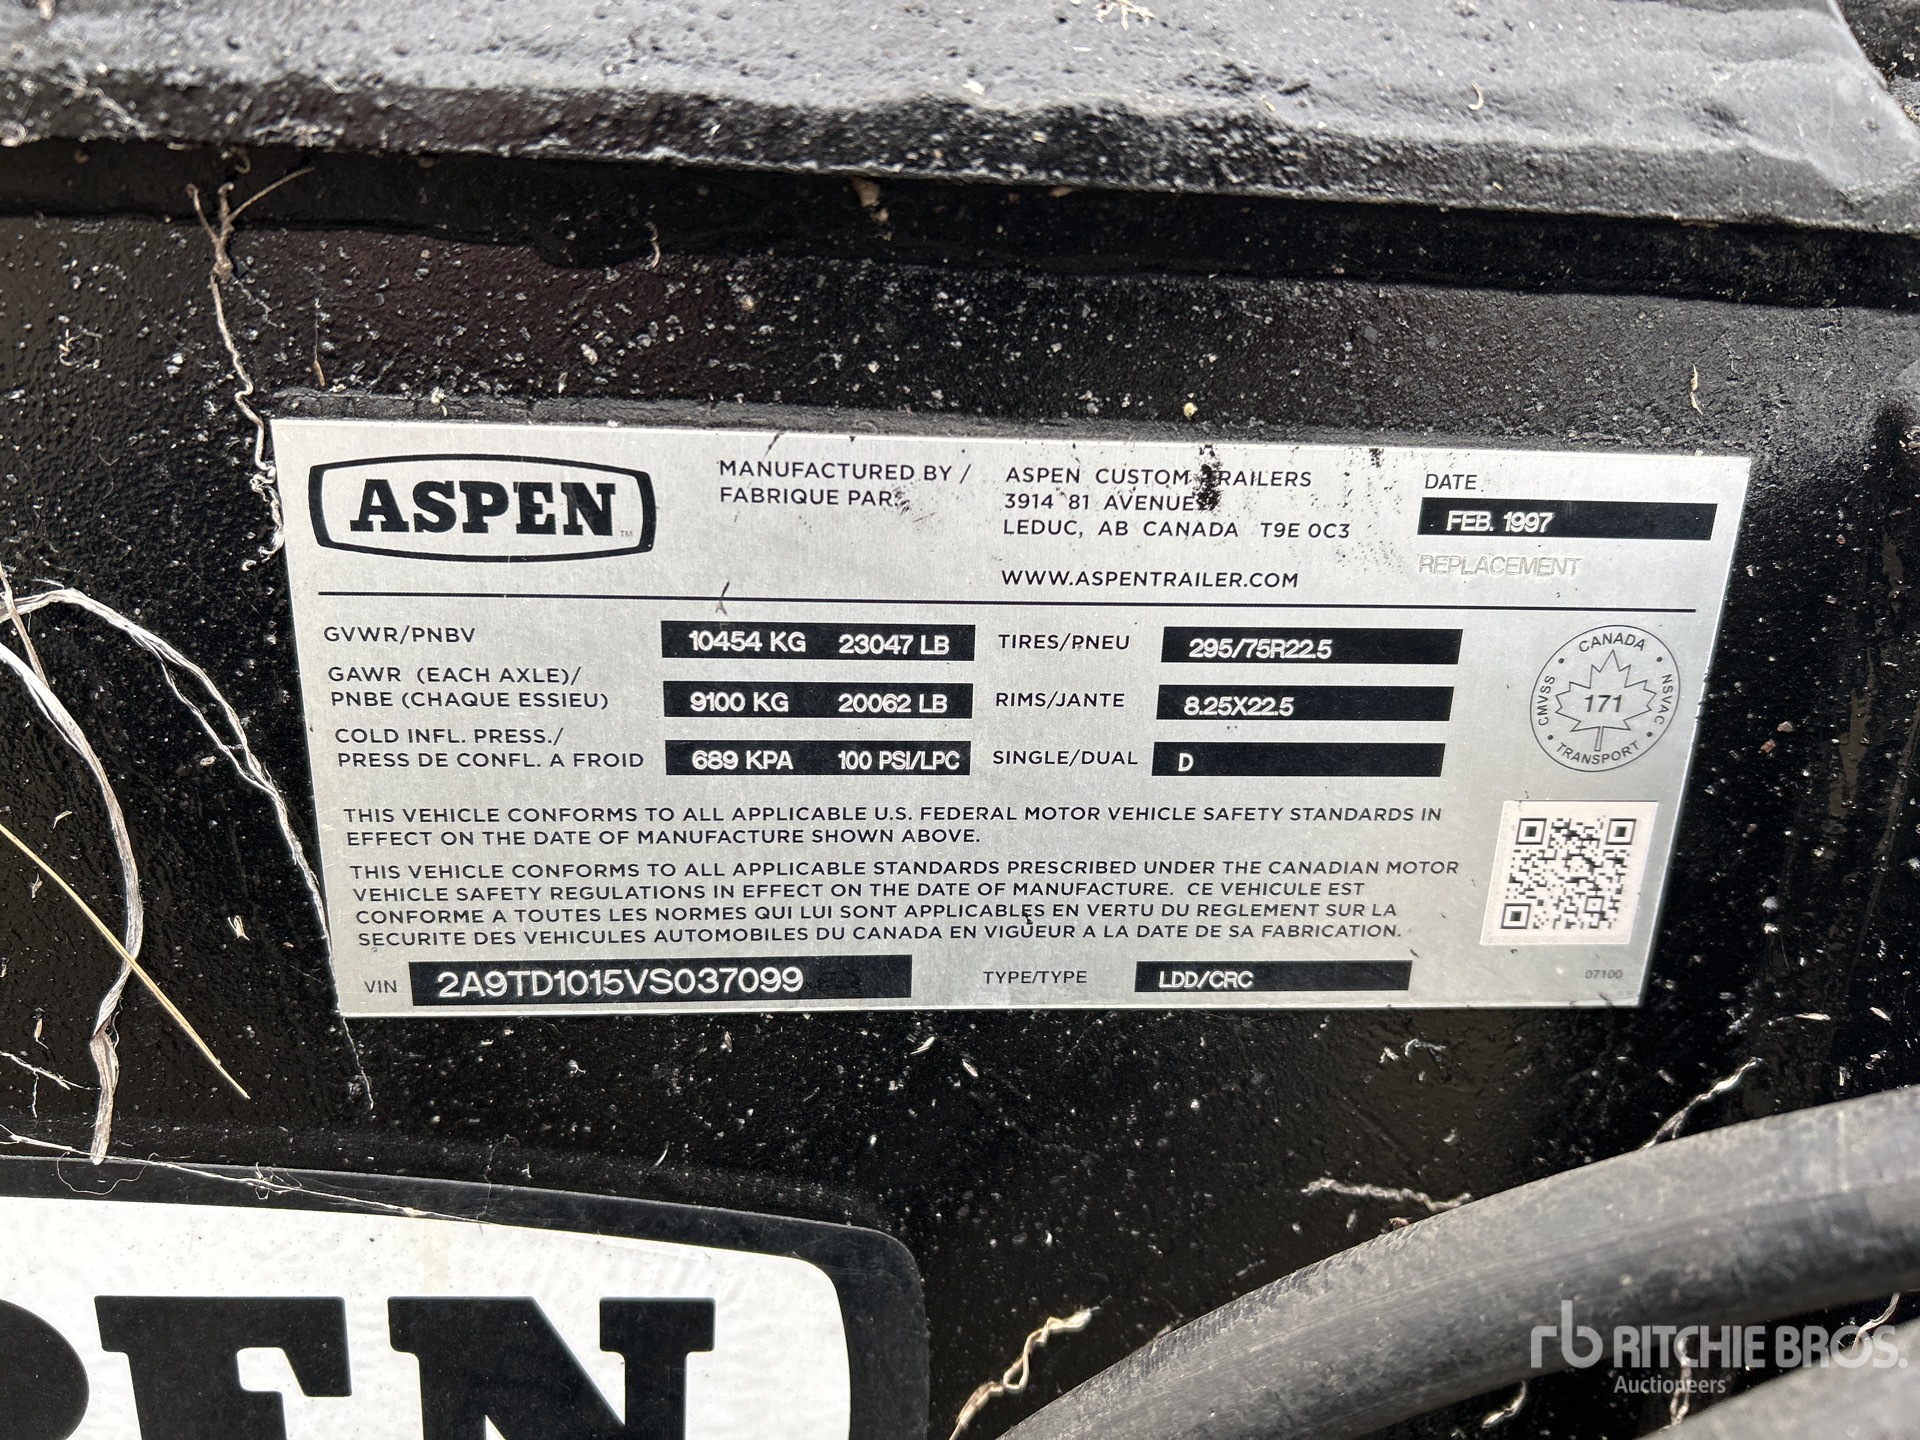 ASPEN TM
MANUFACTURED BY /
FABRIQUE PAR:
ASPEN CUSTOM TRAILERS
3914 81 AVENUE
LEDUC, AB CANADA T9E 0C3
WWW.ASPENTRAILER.COM
DATE
FEB. 1997
REPLACEMENT
GVWR/PNBV 10454 KG 23047 LB TIRES/PNEU 295/75R22.5
GAWR (EACH AXLE)/
PNBE (CHAQUE ESSIEU) 9100 KG 20062 LB RIMS/JANTE 8.25X22.5
COLD INFL. PRESS./
PRESS DE CONFL. A FROID 689 KPA 100 PSI/LPC SINGLE/DUAL D
CANADA
CMVSS 171 NSVAC
TRANSPORT
THIS VEHICLE CONFORMS TO ALL APPLICABLE U.S. FEDERAL MOTOR VEHICLE SAFETY STANDARDS IN
EFFECT ON THE DATE OF MANUFACTURE SHOWN ABOVE.
THIS VEHICLE CONFORMS TO ALL APPLICABLE STANDARDS PRESCRIBED UNDER THE CANADIAN MOTOR
VEHICLE SAFETY REGULATIONS IN EFFECT ON THE DATE OF MANUFACTURE. CE VEHICULE EST
CONFORME A TOUTES LES NORMES QUI LUI SONT APPLICABLES EN VERTU DU REGLEMENT SUR LA
SECURITE DES VEHICULES AUTOMOBILES DU CANADA EN VIGUEUR A LA DATE DE SA FABRICATION.
VIN 2A9TD1015VS037099 TYPE/TYPE LDD/CRC
07100
PEN
rb RITCHIE BROS.
Auctioneers